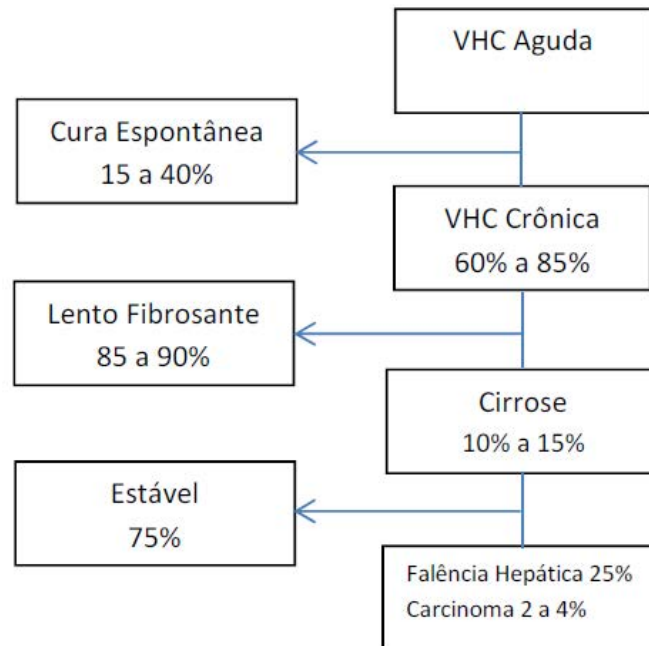 VHC Aguda
Cura Espontânea
15 a 40%
VHC Crônica
60% a 85%
Lento Fibrosante
85 a 90%
Cirrose
10% a 15%
Estável
75%
Falência Hepática 25%
Carcinoma 2 a 4%